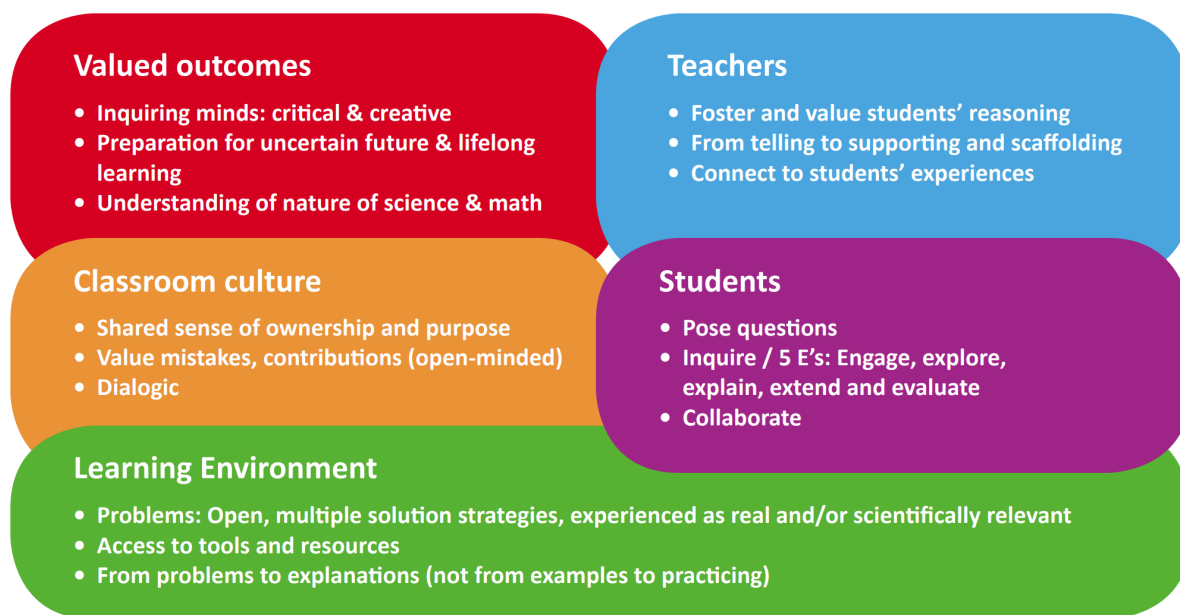 Valued outcomes
• Inquiring minds: critical & creative
• Preparation for uncertain future & lifelong
learning
• Understanding of nature of science & math
Teachers
• Foster and value students’ reasoning
• From telling to supporting and scaffolding
• Connect to students’ experiences
Classroom culture
• Shared sense of ownership and purpose
• Value mistakes, contributions (open-minded)
• Dialogic
Students
• Pose questions
• Inquire / 5 E’s: Engage, explore,
explain, extend and evaluate
• Collaborate
Learning Environment
• Problems: Open, multiple solution strategies, experienced as real and/or scientifically relevant
• Access to tools and resources
• From problems to explanations (not from examples to practicing)